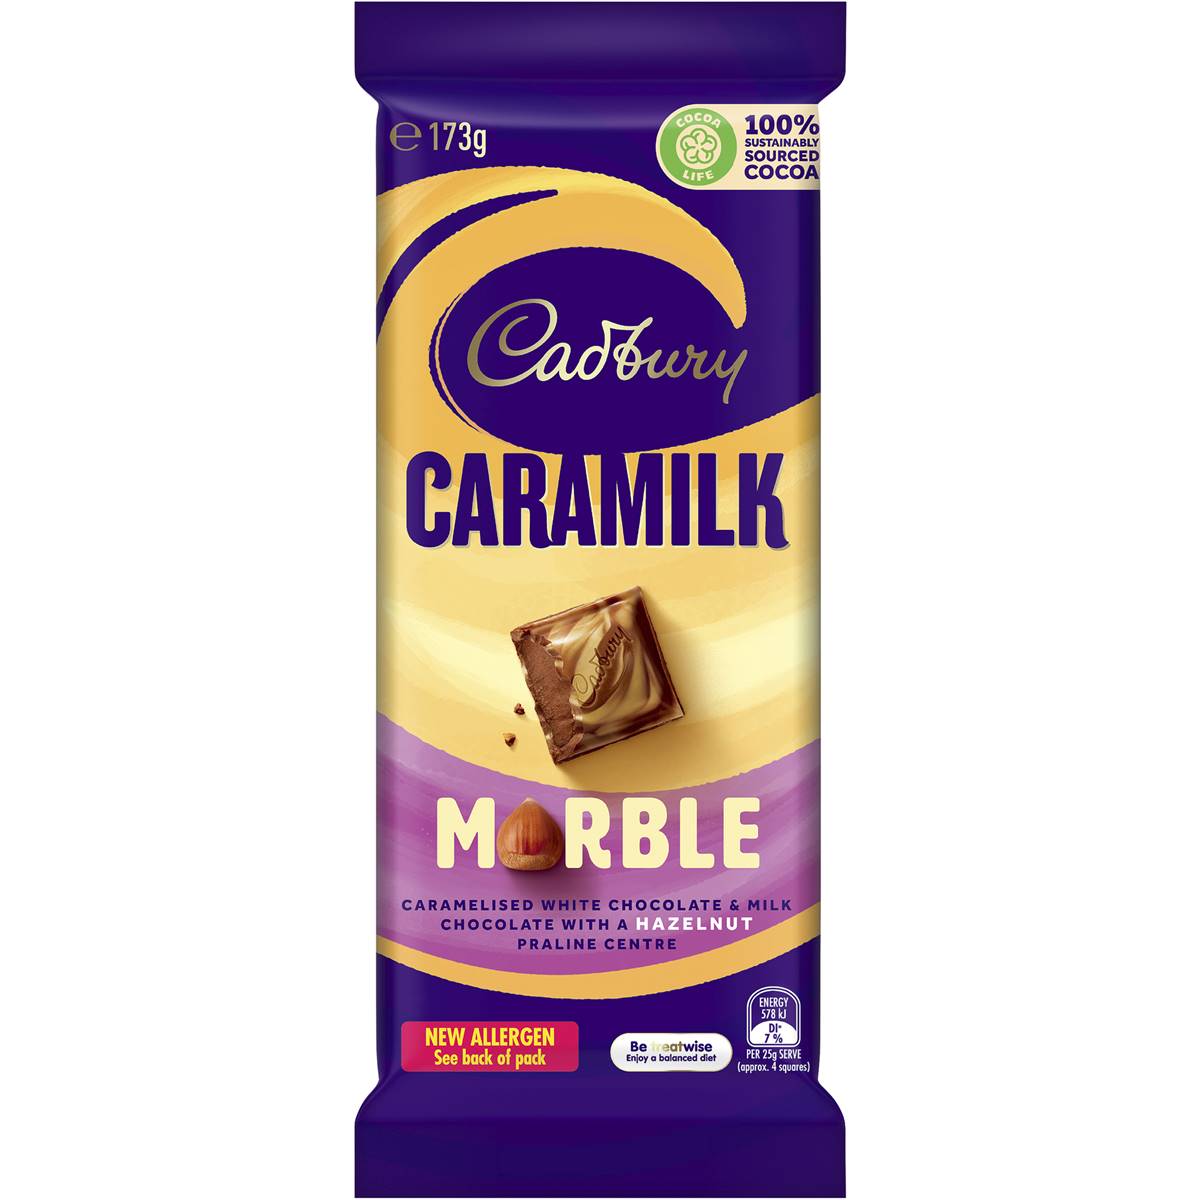 ℮ 173g
COCOA
LIFE
100%
SUSTAINABLY
SOURCED
COCOA
Cadbury
CARAMILK
Cadbury
MARBLE
CARAMELISED WHITE CHOCOLATE & MILK
CHOCOLATE WITH A HAZELNUT
PRALINE CENTRE
NEW ALLERGEN
See back of pack
Be treatwise
Enjoy a balanced diet
ENERGY
578 kJ
DI*
7 %
PER 25g SERVE
(approx. 4 squares)